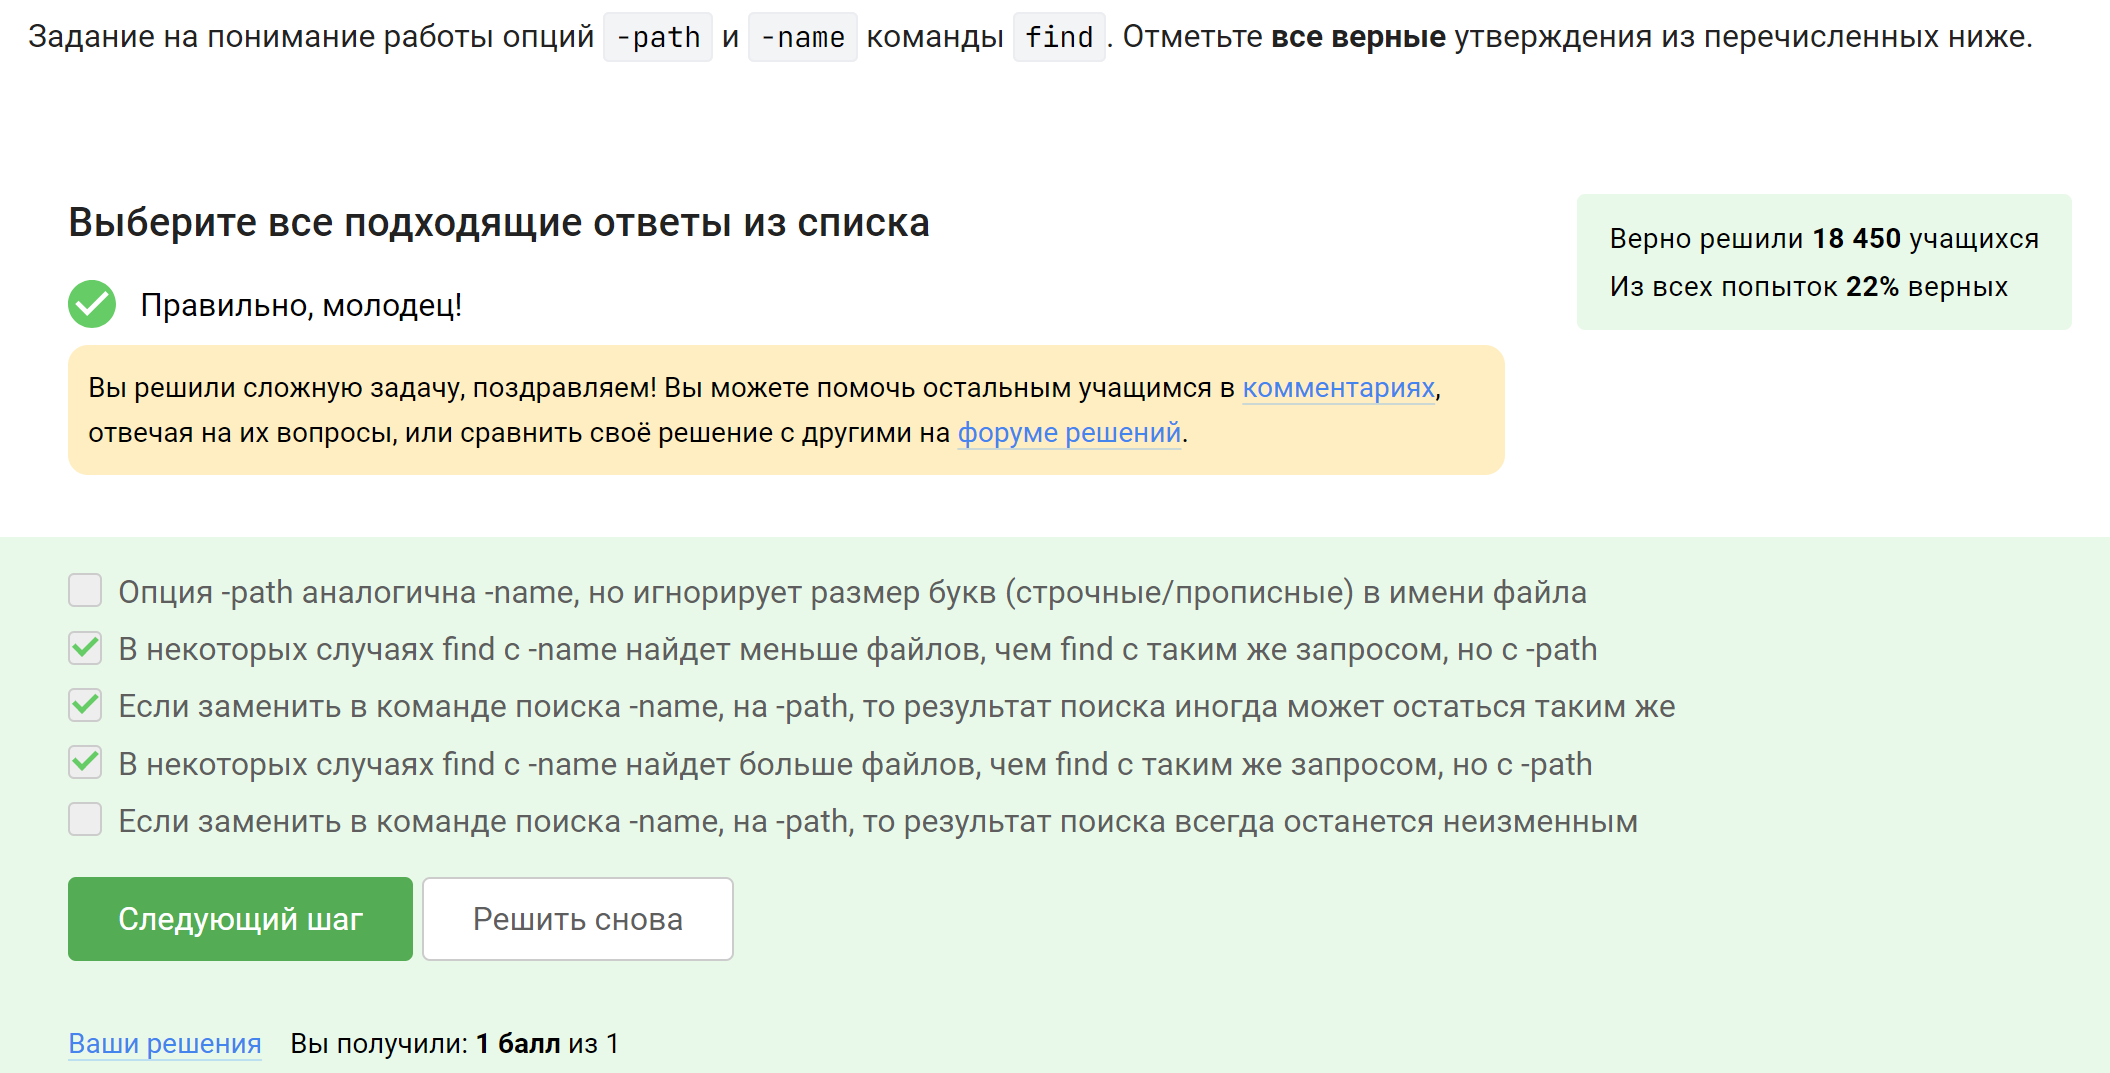 Задание на понимание работы опций -path и -name команды find. Отметьте все верные утверждения из перечисленных ниже.
Выберите все подходящие ответы из списка
Верно решили 18 450 учащихся
Из всех попыток 22% верных
Правильно, молодец!
Вы решили сложную задачу, поздравляем! Вы можете помочь остальным учащимся в комментариях,
отвечая на их вопросы, или сравнить своё решение с другими на форуме решений.
Опция -path аналогична -name, но игнорирует размер букв (строчные/прописные) в имени файла
В некоторых случаях find с -name найдет меньше файлов, чем find с таким же запросом, но с -path
Если заменить в команде поиска -name, на -path, то результат поиска иногда может остаться таким же
В некоторых случаях find с -name найдет больше файлов, чем find с таким же запросом, но с -path
Если заменить в команде поиска -name, на -path, то результат поиска всегда останется неизменным
Следующий шаг
Решить снова
Ваши решения Вы получили: 1 балл из 1